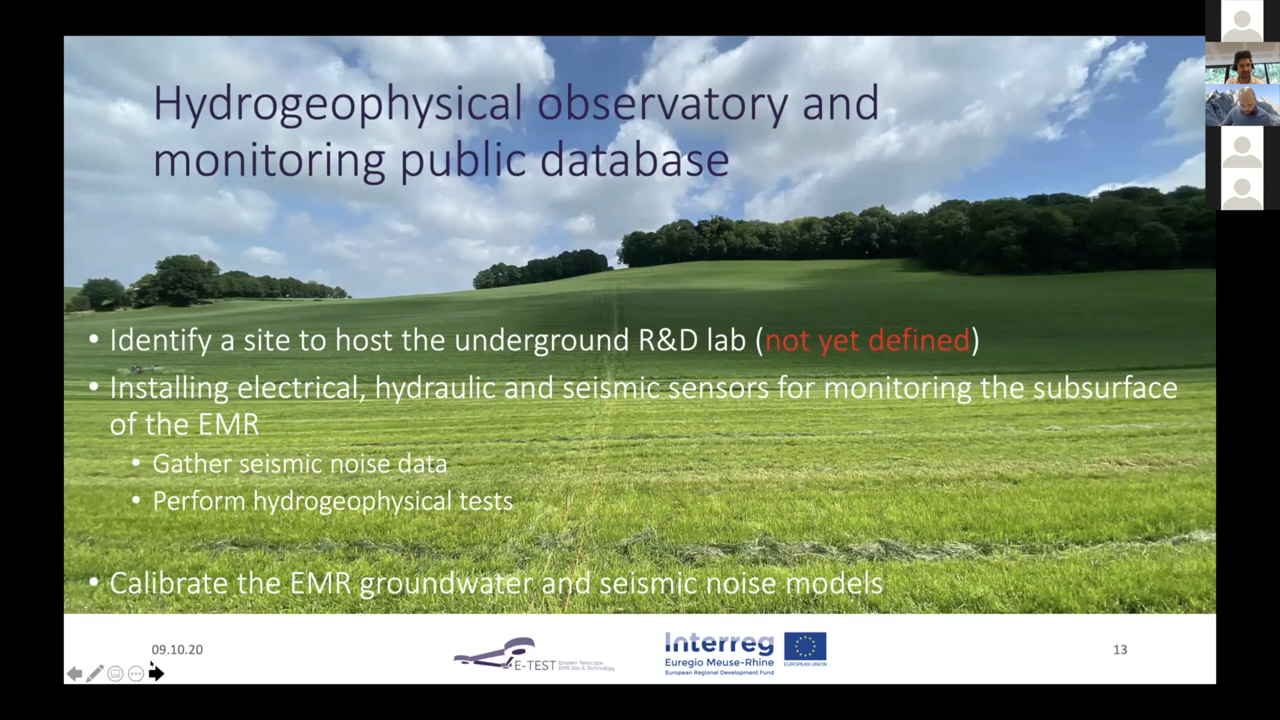 Hydrogeophysical observatory and
monitoring public database
• Identify a site to host the underground R&D lab (not yet defined)
• Installing electrical, hydraulic and seismic sensors for monitoring the subsurface
of the EMR
• Gather seismic noise data
• Perform hydrogeophysical tests
• Calibrate the EMR groundwater and seismic noise models
09.10.20
E-TEST
Einstein Telescope
EMR Site & Technology
Interreg
Euregio Meuse-Rhine
European Regional Development Fund
EUROPEAN UNION
13